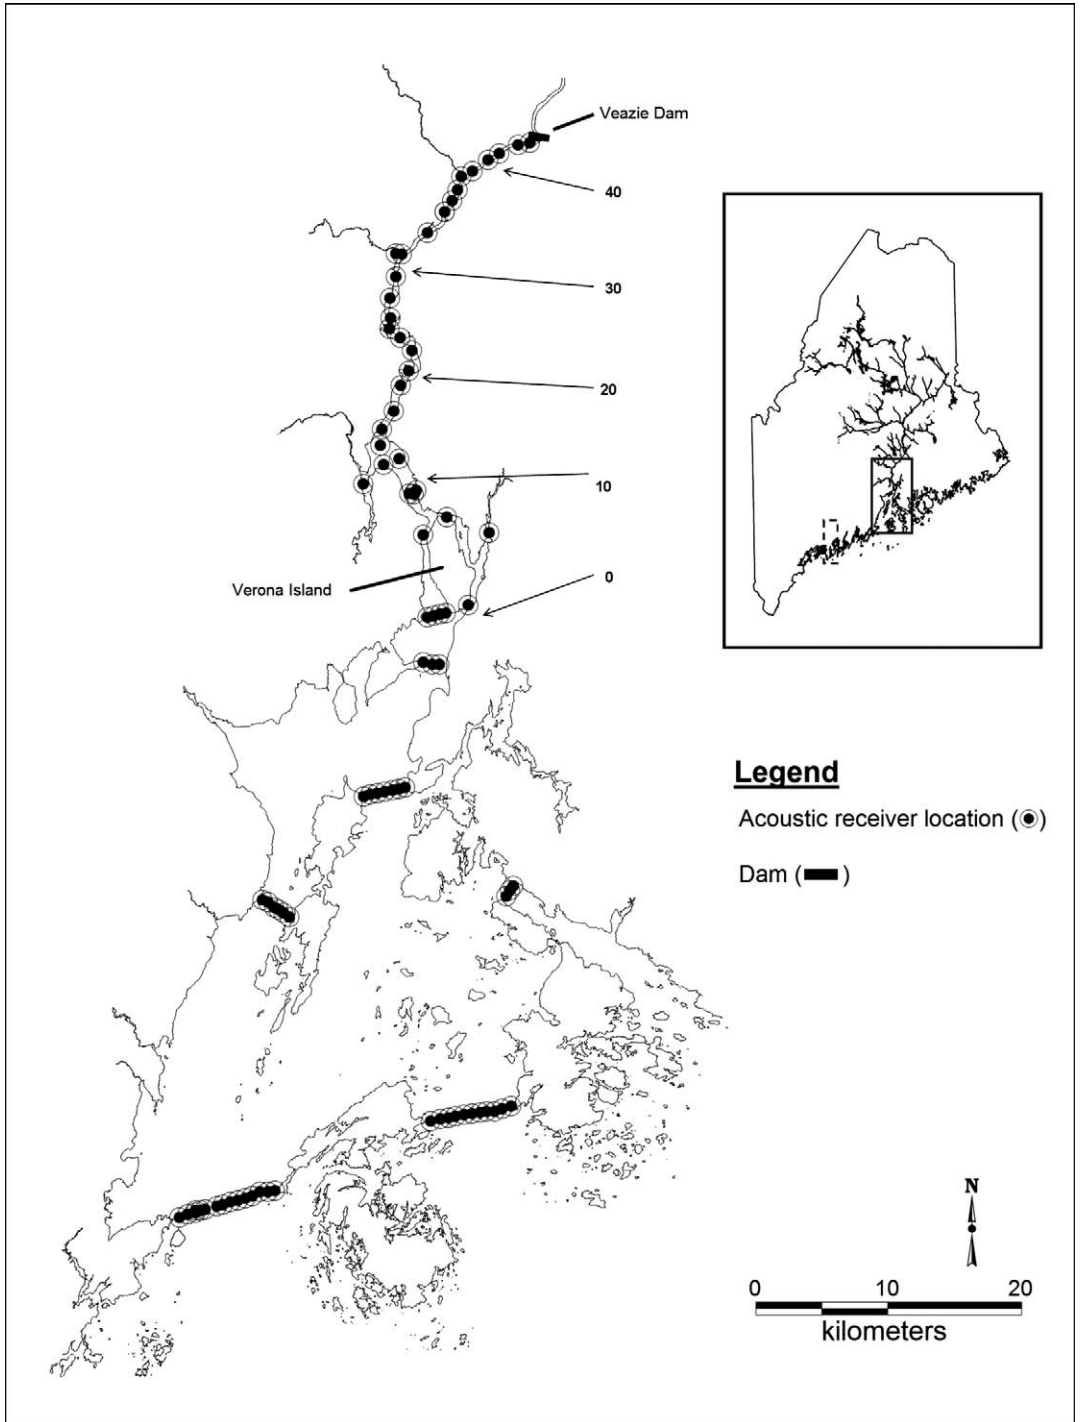 Veazie Dam
40
30
20
10
0
Verona Island
Legend
Acoustic receiver location ( )
Dam ( )
N
0 10 20
kilometers